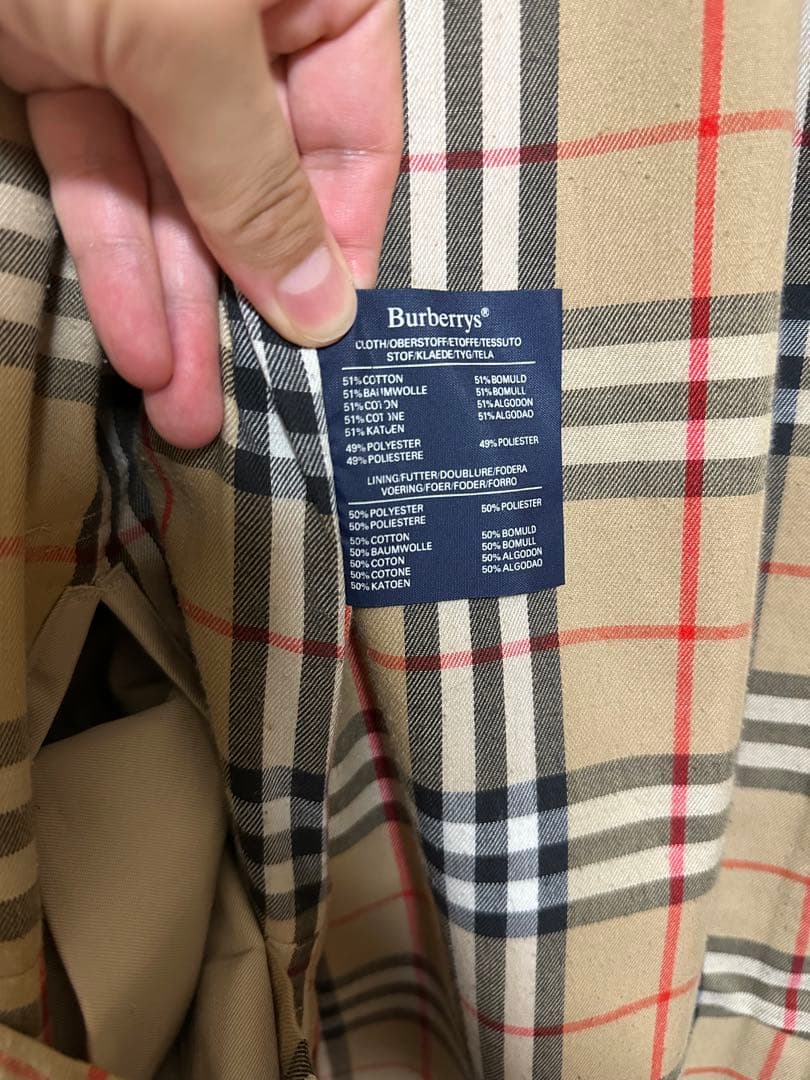 Burberrys®
CLOTH/OBERSTOFF/ETOFFE/TESSUTO
STOF/KLAEDE/TYG/TELA
51% COTTON 51% BOMULD
51% BAUMWOLLE 51% BOMULL
51% COTON 51% ALGODON
51% COTONE 51% ALGODAO
51% KATOEN
49% POLYESTER 49% POLIESTER
49% POLIESTERE
LINING/FUTTER/DOUBLURE/FODERA
VOERING/FOER/FODER/FORRO
50% POLYESTER 50% POLIESTER
50% POLIESTERE
50% COTTON 50% BOMULD
50% BAUMWOLLE 50% BOMULL
50% COTON 50% ALGODON
50% COTONE 50% ALGODAO
50% KATOEN